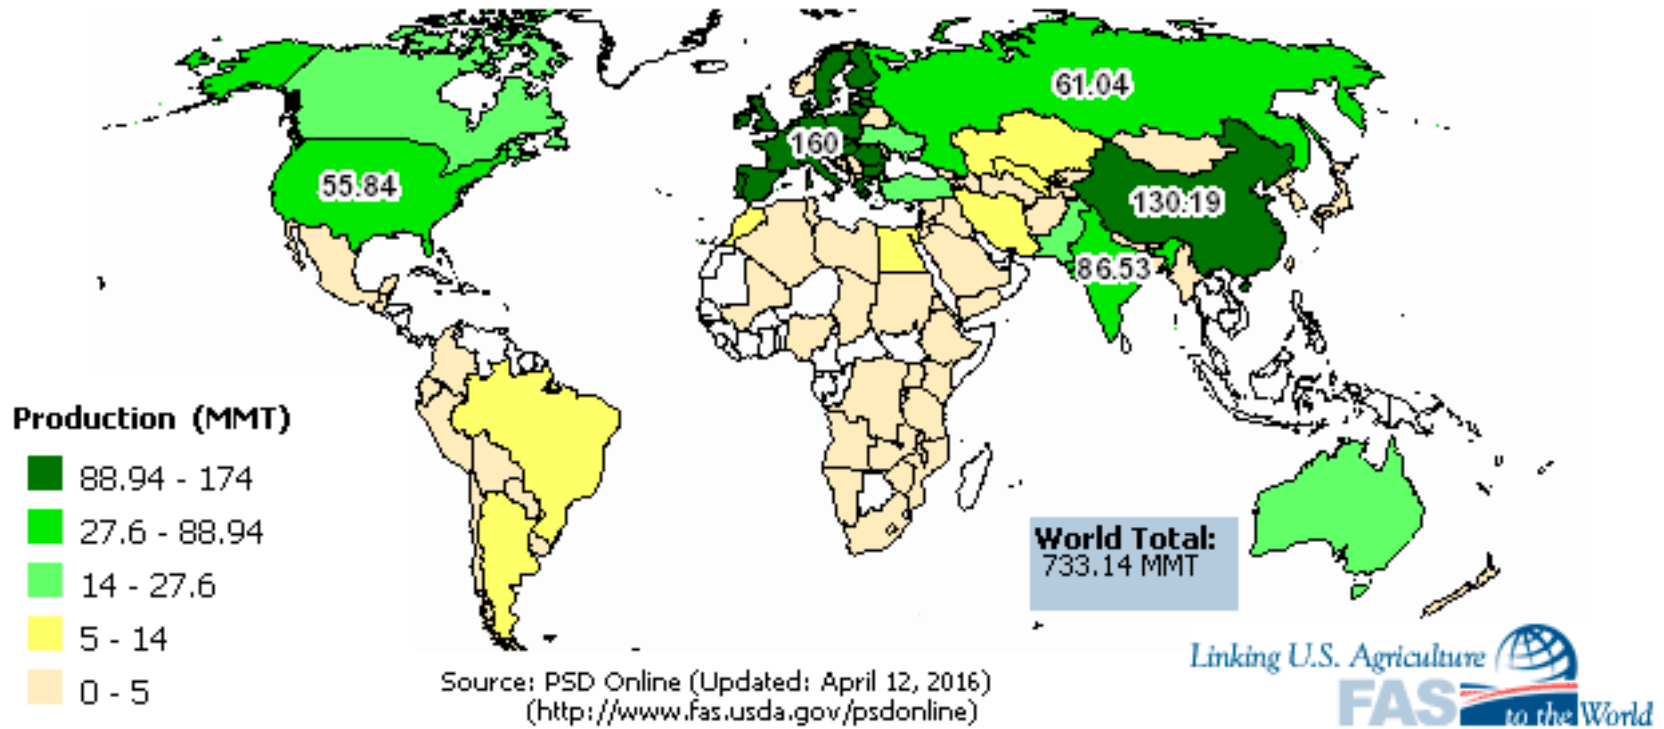 61.04
160
55.84
130.19
86.53
Production (MMT)
88.94 - 174
27.6 - 88.94
14 - 27.6
5 - 14
0 - 5
World Total:
733.14 MMT
Source: PSD Online (Updated: April 12, 2016)
(http://www.fas.usda.gov/psdonline)
Linking U.S. Agriculture
FAS
to the World